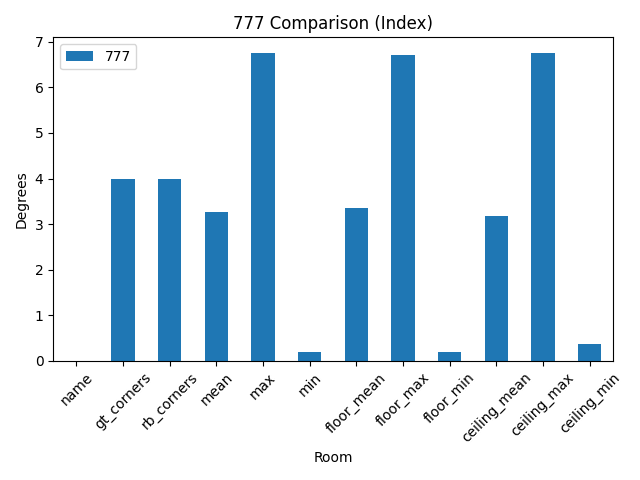 777 Comparison (Index)
777
Degrees
7
6
5
4
3
2
1
0
name
gt_corners
rb_corners
mean
max
min
floor_mean
floor_max
floor_min
ceiling_mean
ceiling_max
ceiling_min
Room